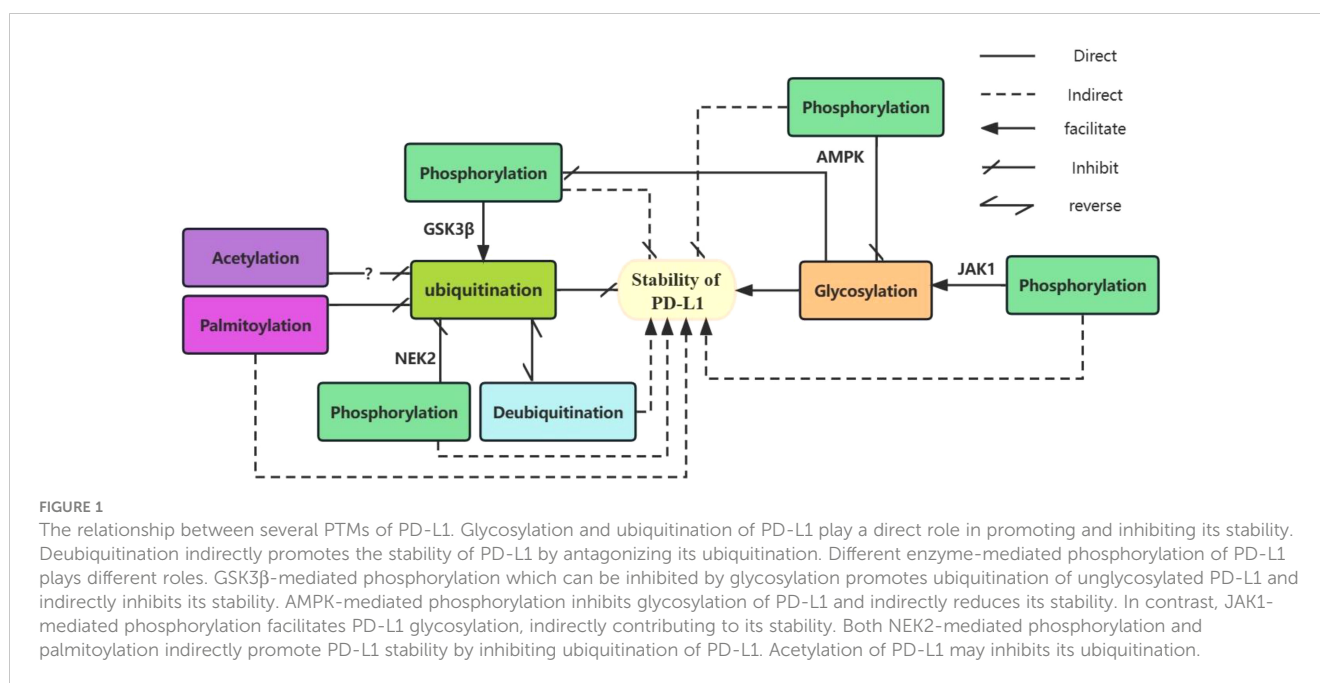 Direct
Indirect
facilitate
Inhibit
reverse
Phosphorylation
AMPK
Phosphorylation
GSK3β
Acetylation
?
ubiquitination
Stability of
PD-L1
Glycosylation
JAK1
Phosphorylation
Palmitoylation
NEK2
Phosphorylation
Deubiquitination
FIGURE 1
The relationship between several PTMs of PD-L1. Glycosylation and ubiquitination of PD-L1 play a direct role in promoting and inhibiting its stability.
Deubiquitination indirectly promotes the stability of PD-L1 by antagonizing its ubiquitination. Different enzyme-mediated phosphorylation of PD-L1
plays different roles. GSK3β-mediated phosphorylation which can be inhibited by glycosylation promotes ubiquitination of unglycosylated PD-L1 and
indirectly inhibits its stability. AMPK-mediated phosphorylation inhibits glycosylation of PD-L1 and indirectly reduces its stability. In contrast, JAK1-
mediated phosphorylation facilitates PD-L1 glycosylation, indirectly contributing to its stability. Both NEK2-mediated phosphorylation and
palmitoylation indirectly promote PD-L1 stability by inhibiting ubiquitination of PD-L1. Acetylation of PD-L1 may inhibits its ubiquitination.